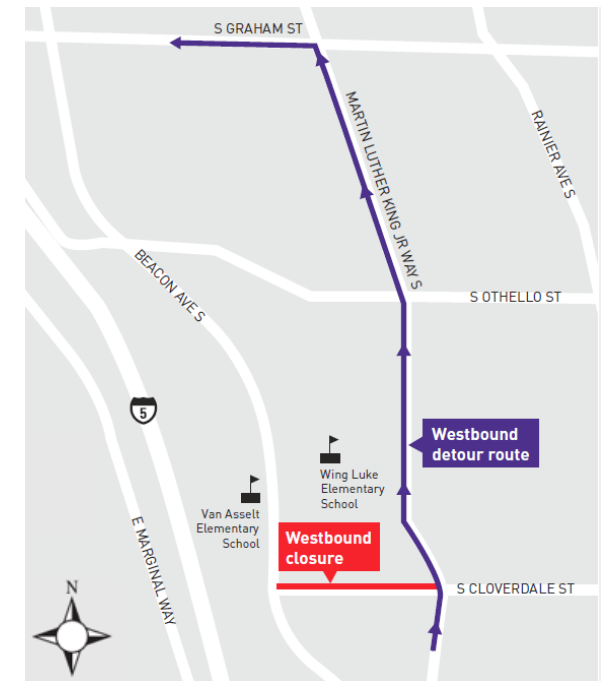 S GRAHAM ST
MARTIN LUTHER KING JR WAY S
RAINIER AVE S
BEACON AVE S
S OTHELLO ST
5
Westbound
detour route
Wing Luke
Elementary
School
Van Asselt
Elementary
School
Westbound
closure
E MARGINAL WAY
S CLOVERDALE ST
N